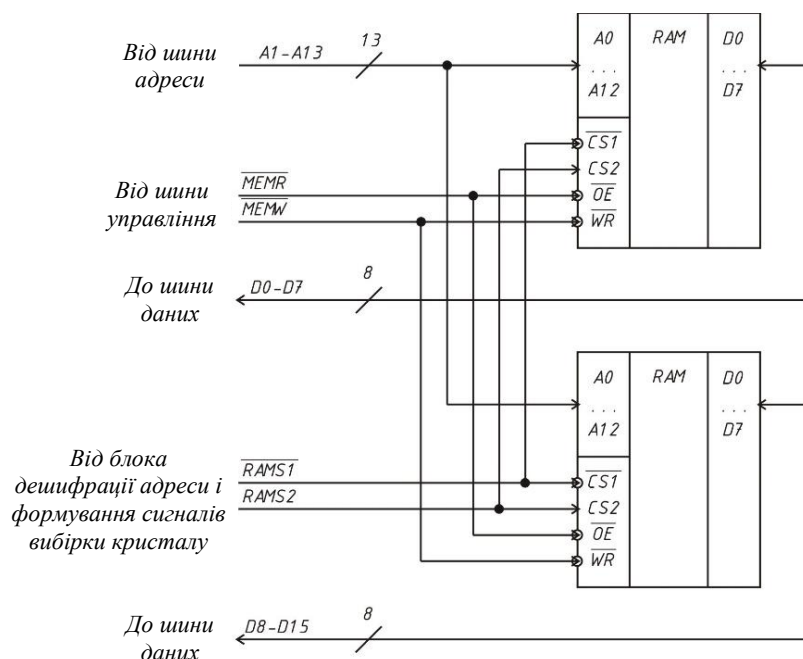 Від шини
адреси
A1-A13
13
A0
...
A12
RAM
D0
...
D7
CS1
CS2
OE
WR
Від шини
управління
MEMR
MEMW
До шини
даних
D0-D7
8
A0
...
A12
RAM
D0
...
D7
CS1
CS2
OE
WR
Від блока
дешифрації адреси і
формування сигналів
вибірки кристалу
RAMS1
RAMS2
До шини
даних
D8-D15
8